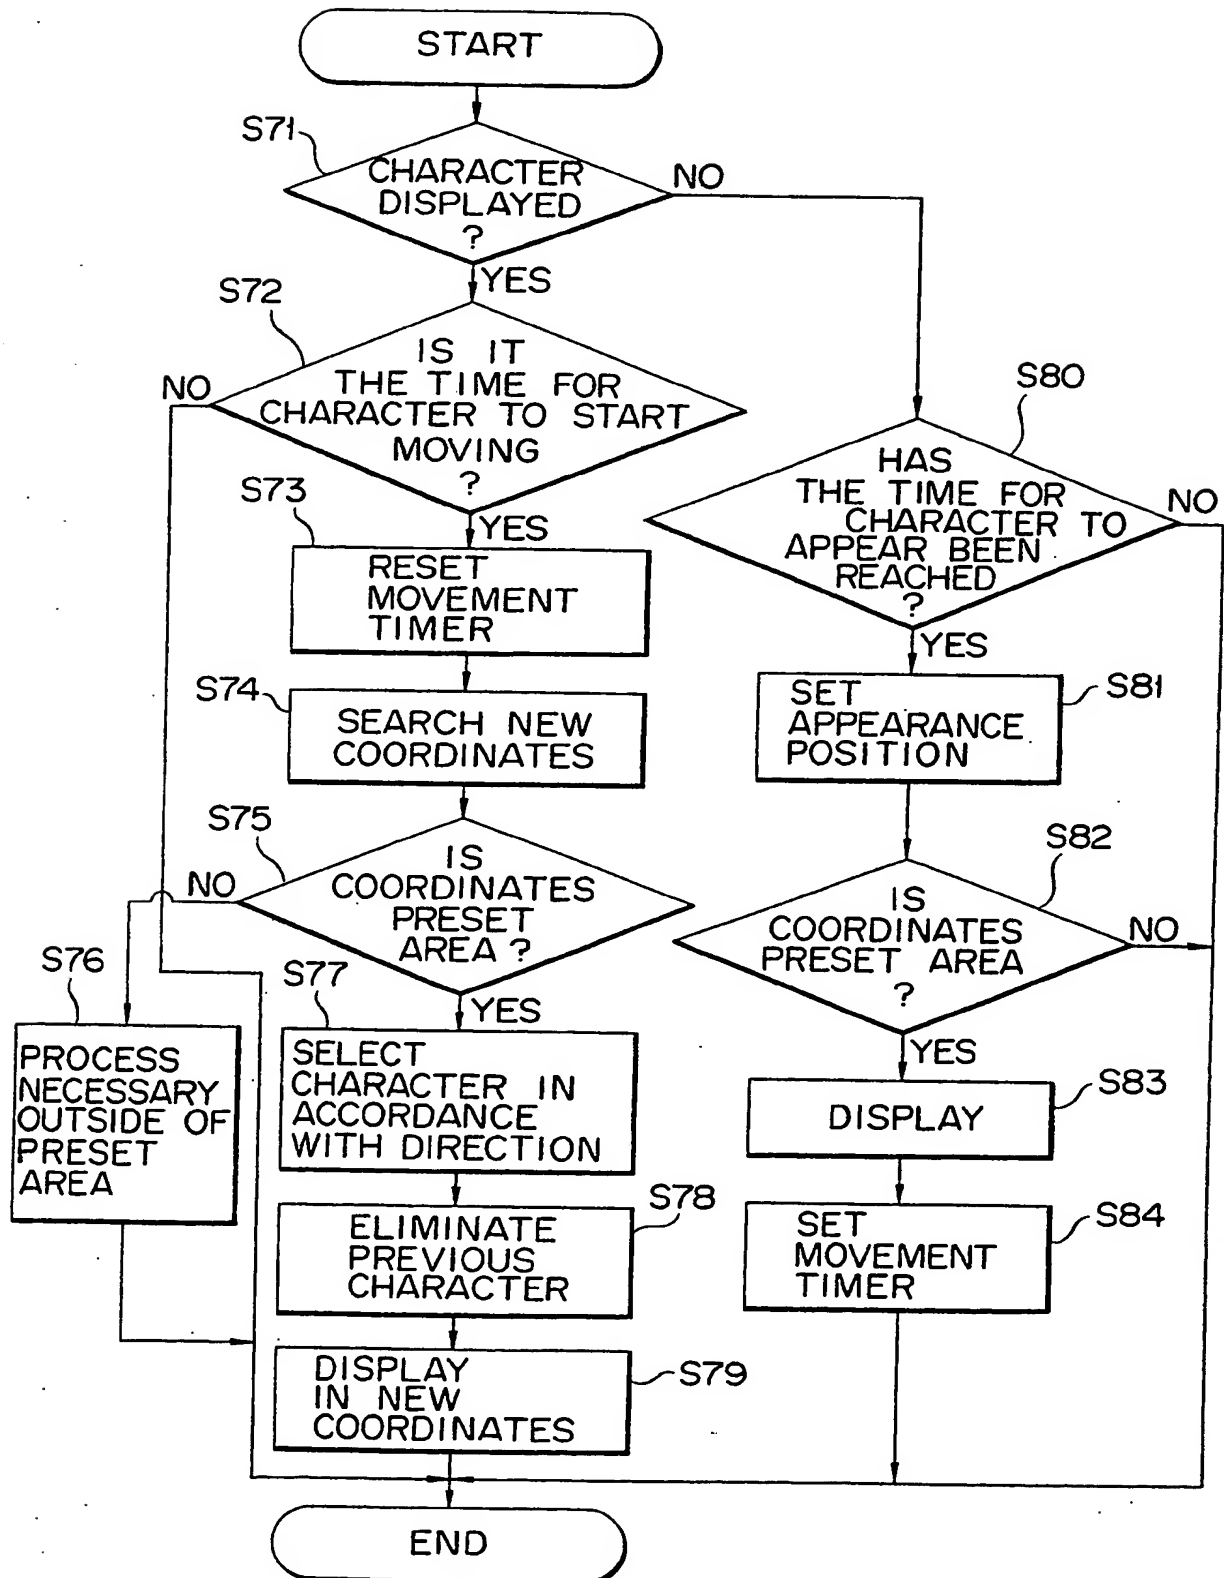 START
S71
CHARACTER
DISPLAYED
?
NO
YES
S72
IS IT
THE TIME FOR
CHARACTER TO START
MOVING
?
NO
YES
S73
RESET
MOVEMENT
TIMER
S74
SEARCH NEW
COORDINATES
S75
IS
COORDINATES
PRESET
AREA ?
NO
YES
S76
PROCESS
NECESSARY
OUTSIDE OF
PRESET
AREA
S77
SELECT
CHARACTER IN
ACCORDANCE
WITH DIRECTION
S78
ELIMINATE
PREVIOUS
CHARACTER
S79
DISPLAY
IN NEW
COORDINATES
S80
HAS
THE TIME FOR
CHARACTER TO
APPEAR BEEN
REACHED
?
NO
YES
S81
SET
APPEARANCE
POSITION
S82
IS
COORDINATES
PRESET AREA
?
NO
YES
S83
DISPLAY
S84
SET
MOVEMENT
TIMER
END